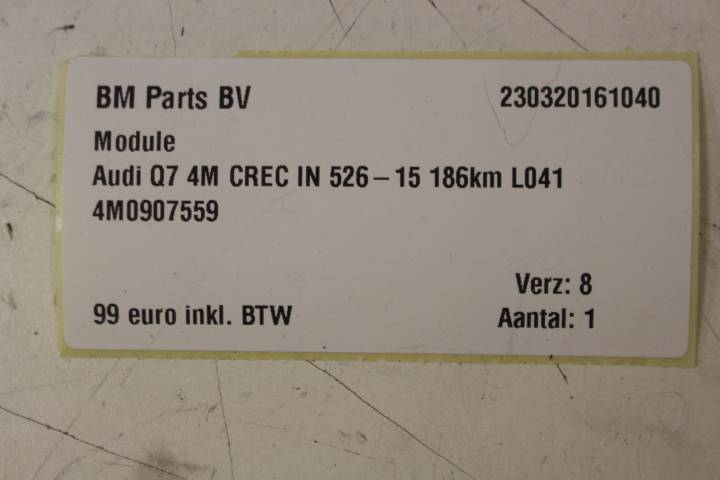 BM Parts BV 230320161040
Module
Audi Q7 4M CREC IN 526-15 186km L041
4M0907559
Verz: 8
99 euro inkl. BTW Aantal: 1